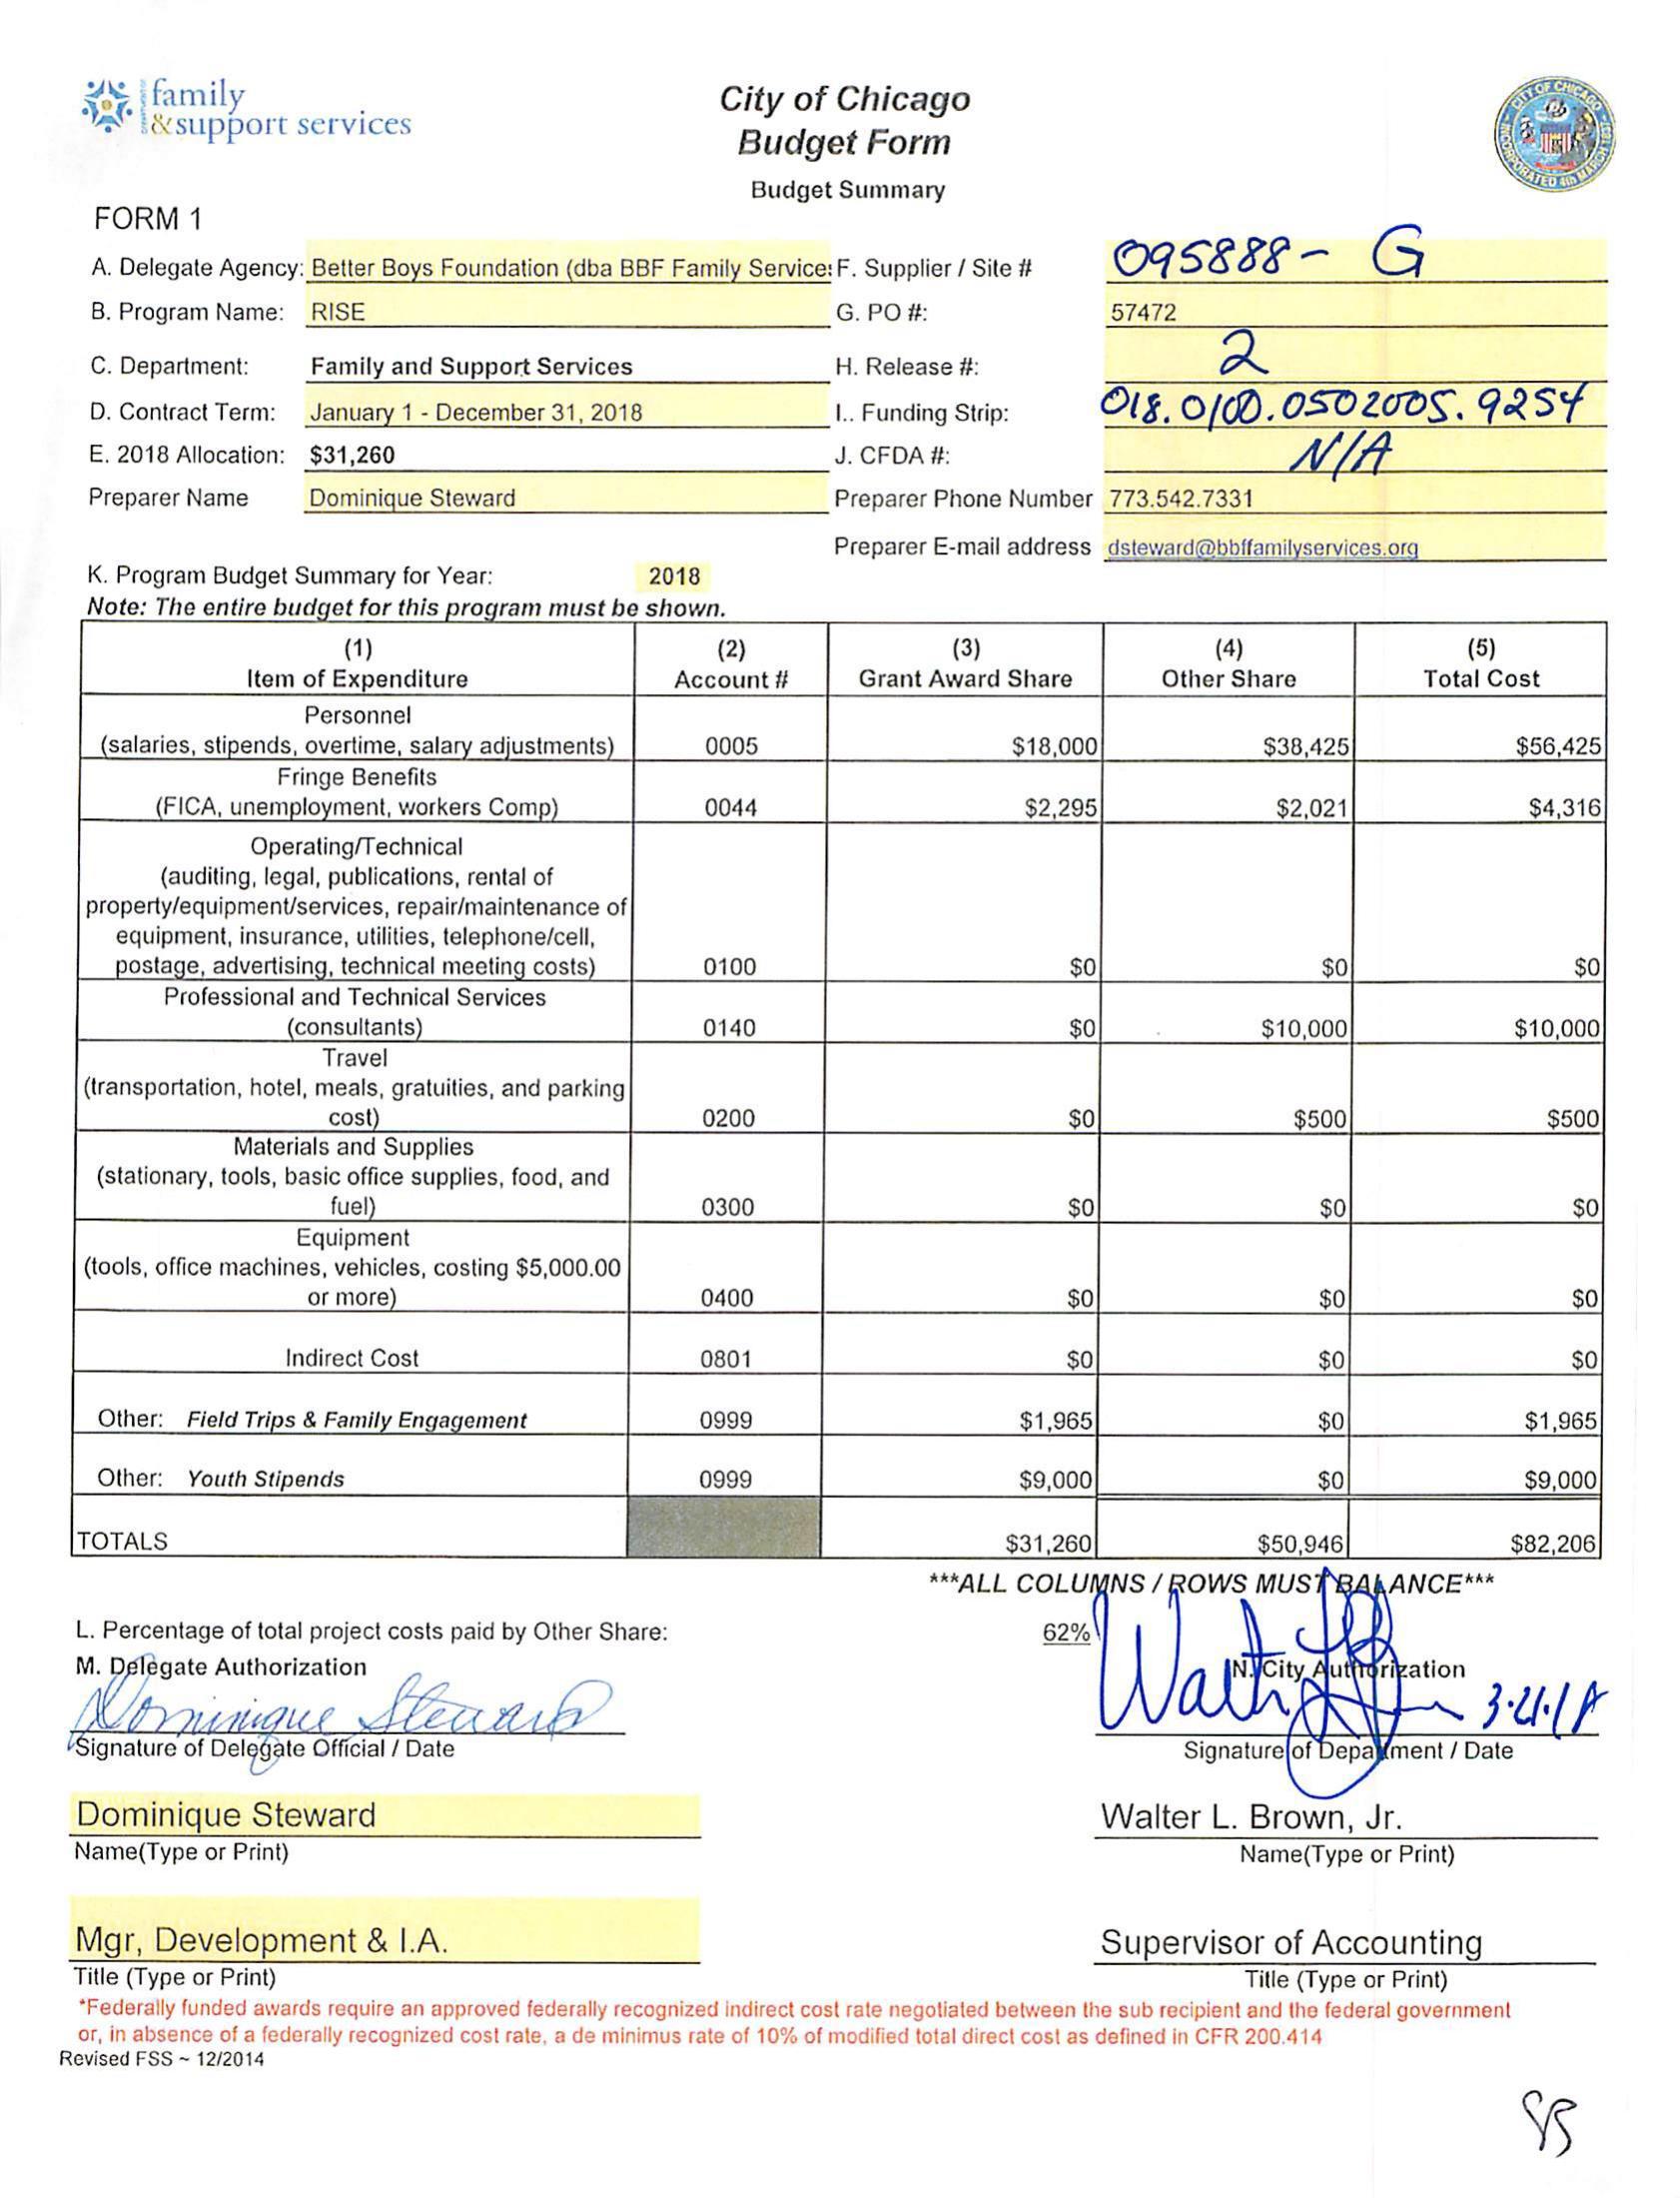 family
& support services
City of Chicago
Budget Form
Budget Summary
CITY OF CHICAGO
INCORPORATED 4th MARCH 1837
FORM 1
A. Delegate Agency: Better Boys Foundation (dba BBF Family Service: F. Supplier / Site # 095888- G
B. Program Name: RISE G. PO #: 57472
C. Department: Family and Support Services H. Release #: 2
D. Contract Term: January 1 - December 31, 2018 I.. Funding Strip: 018.0100.0502005.9254
E. 2018 Allocation: $31,260 J. CFDA #: N/A
Preparer Name Dominique Steward Preparer Phone Number 773.542.7331
Preparer E-mail address dsteward@bbffamilyservices.org
K. Program Budget Summary for Year: 2018
Note: The entire budget for this program must be shown.
(1) (2) (3) (4) (5)
Item of Expenditure Account # Grant Award Share Other Share Total Cost
Personnel
(salaries, stipends, overtime, salary adjustments) 0005 $18,000 $38,425 $56,425
Fringe Benefits
(FICA, unemployment, workers Comp) 0044 $2,295 $2,021 $4,316
Operating/Technical
(auditing, legal, publications, rental of
property/equipment/services, repair/maintenance of
equipment, insurance, utilities, telephone/cell,
postage, advertising, technical meeting costs) 0100 $0 $0 $0
Professional and Technical Services
(consultants) 0140 $0 $10,000 $10,000
Travel
(transportation, hotel, meals, gratuities, and parking
cost) 0200 $0 $500 $500
Materials and Supplies
(stationary, tools, basic office supplies, food, and
fuel) 0300 $0 $0 $0
Equipment
(tools, office machines, vehicles, costing $5,000.00
or more) 0400 $0 $0 $0
Indirect Cost 0801 $0 $0 $0
Other: Field Trips & Family Engagement 0999 $1,965 $0 $1,965
Other: Youth Stipends 0999 $9,000 $0 $9,000
TOTALS $31,260 $50,946 $82,206
***ALL COLUMNS / ROWS MUST BALANCE***
L. Percentage of total project costs paid by Other Share: 62%
M. Delegate Authorization N. City Authorization
Dominique Steward
Signature of Delegate Official / Date Signature of Department / Date
Dominique Steward Walter L. Brown, Jr.
Name(Type or Print) Name(Type or Print)
Mgr, Development & I.A. Supervisor of Accounting
Title (Type or Print) Title (Type or Print)
*Federally funded awards require an approved federally recognized indirect cost rate negotiated between the sub recipient and the federal government
or, in absence of a federally recognized cost rate, a de minimus rate of 10% of modified total direct cost as defined in CFR 200.414
Revised FSS ~ 12/2014